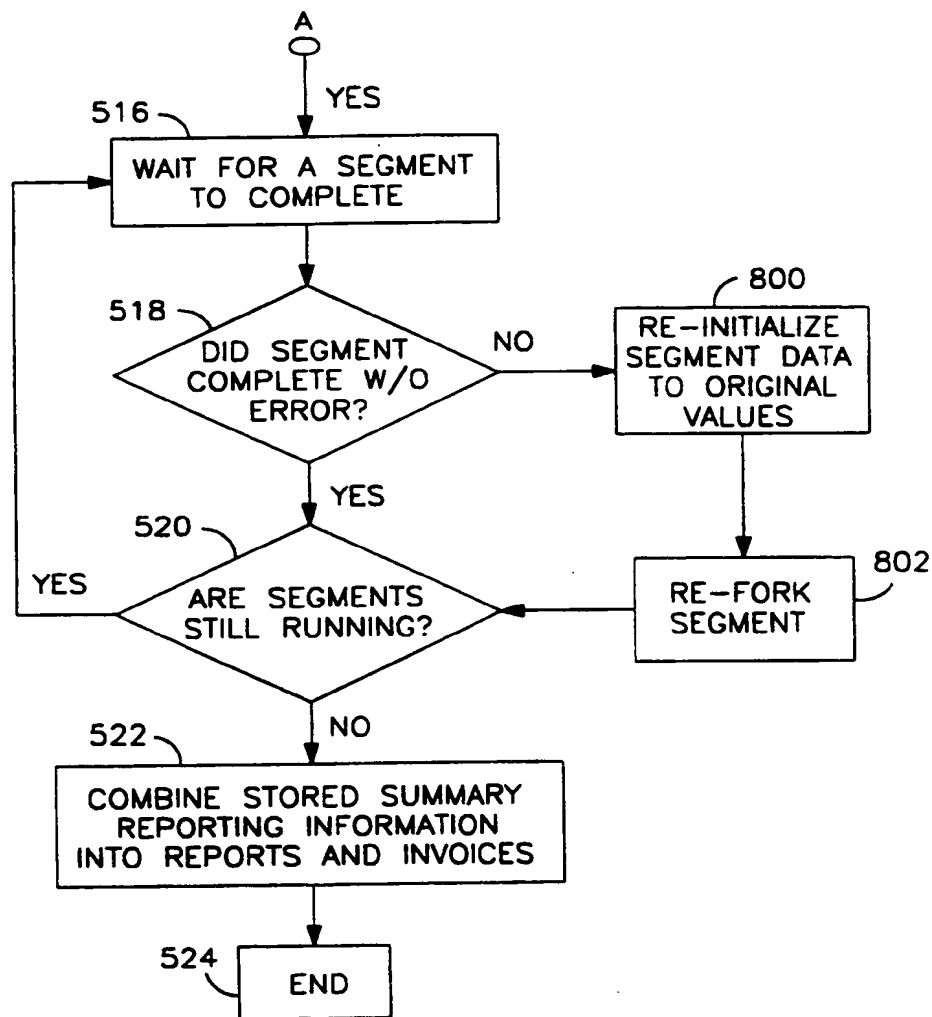 A
YES
516
WAIT FOR A SEGMENT
TO COMPLETE
518
DID SEGMENT
COMPLETE W/O
ERROR?
NO
800
RE-INITIALIZE
SEGMENT DATA
TO ORIGINAL
VALUES
YES
520
YES
ARE SEGMENTS
STILL RUNNING?
RE-FORK
SEGMENT
802
NO
522
COMBINE STORED SUMMARY
REPORTING INFORMATION
INTO REPORTS AND INVOICES
524
END